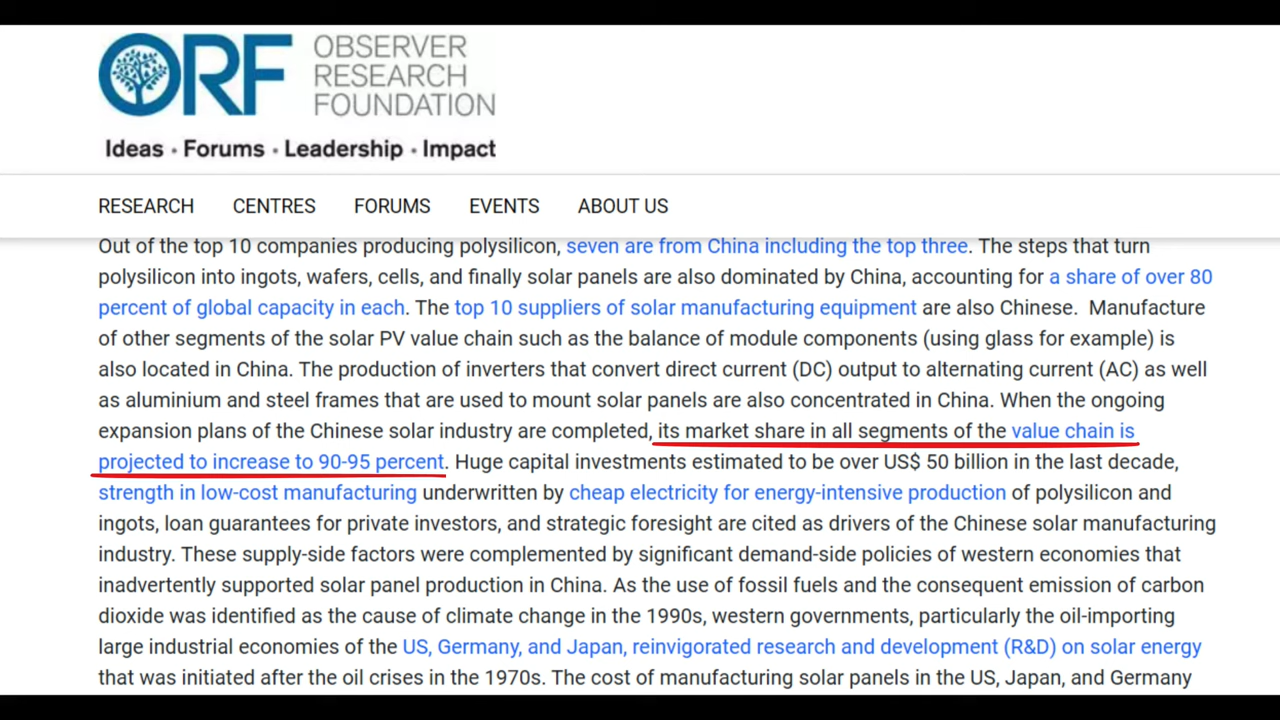 ORF
OBSERVER
RESEARCH
FOUNDATION
Ideas · Forums · Leadership · Impact
RESEARCH CENTRES FORUMS EVENTS ABOUT US
Out of the top 10 companies producing polysilicon, seven are from China including the top three. The steps that turn
polysilicon into ingots, wafers, cells, and finally solar panels are also dominated by China, accounting for a share of over 80
percent of global capacity in each. The top 10 suppliers of solar manufacturing equipment are also Chinese. Manufacture
of other segments of the solar PV value chain such as the balance of module components (using glass for example) is
also located in China. The production of inverters that convert direct current (DC) output to alternating current (AC) as well
as aluminium and steel frames that are used to mount solar panels are also concentrated in China. When the ongoing
expansion plans of the Chinese solar industry are completed, its market share in all segments of the value chain is
projected to increase to 90-95 percent. Huge capital investments estimated to be over US$ 50 billion in the last decade,
strength in low-cost manufacturing underwritten by cheap electricity for energy-intensive production of polysilicon and
ingots, loan guarantees for private investors, and strategic foresight are cited as drivers of the Chinese solar manufacturing
industry. These supply-side factors were complemented by significant demand-side policies of western economies that
inadvertently supported solar panel production in China. As the use of fossil fuels and the consequent emission of carbon
dioxide was identified as the cause of climate change in the 1990s, western governments, particularly the oil-importing
large industrial economies of the US, Germany, and Japan, reinvigorated research and development (R&D) on solar energy
that was initiated after the oil crises in the 1970s. The cost of manufacturing solar panels in the US, Japan, and Germany